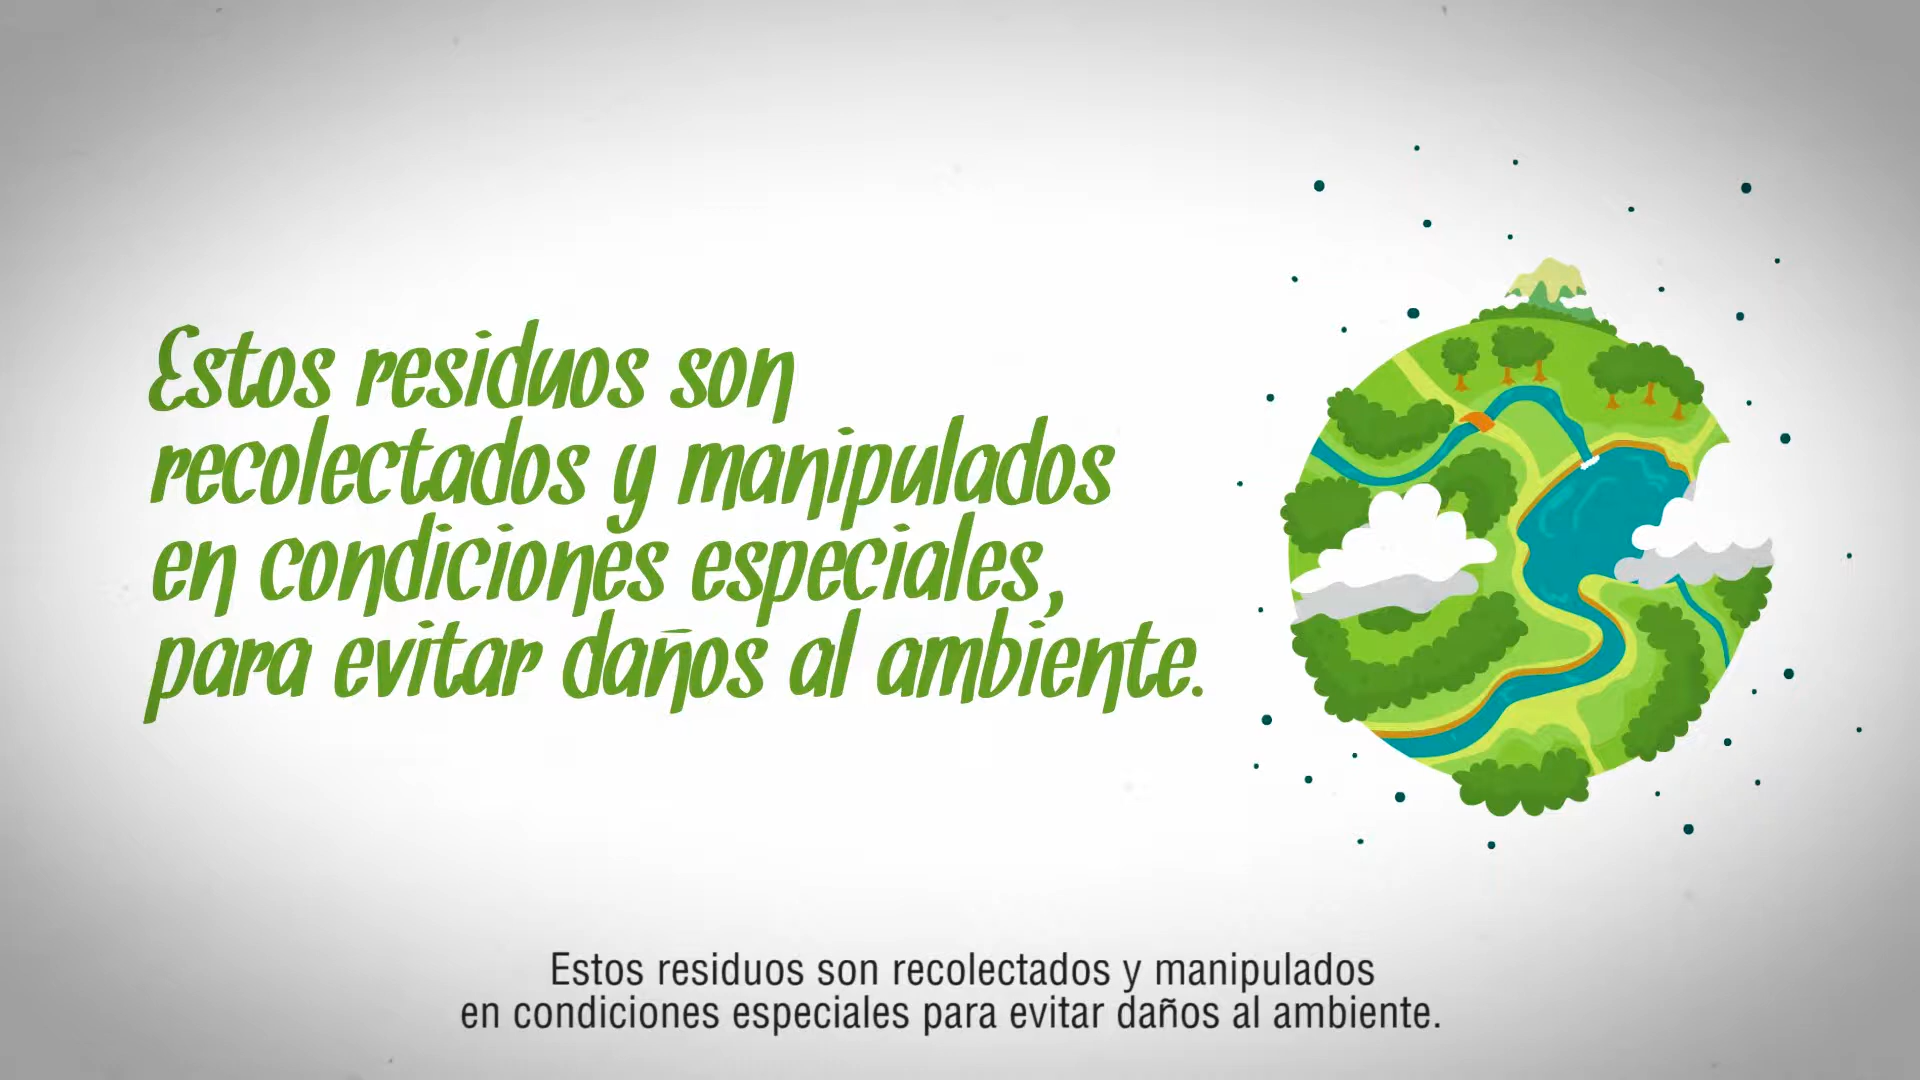 Estos residuos son
recolectados y manipulados
en condiciones especiales,
para evitar daños al ambiente.
Estos residuos son recolectados y manipulados
en condiciones especiales para evitar daños al ambiente.